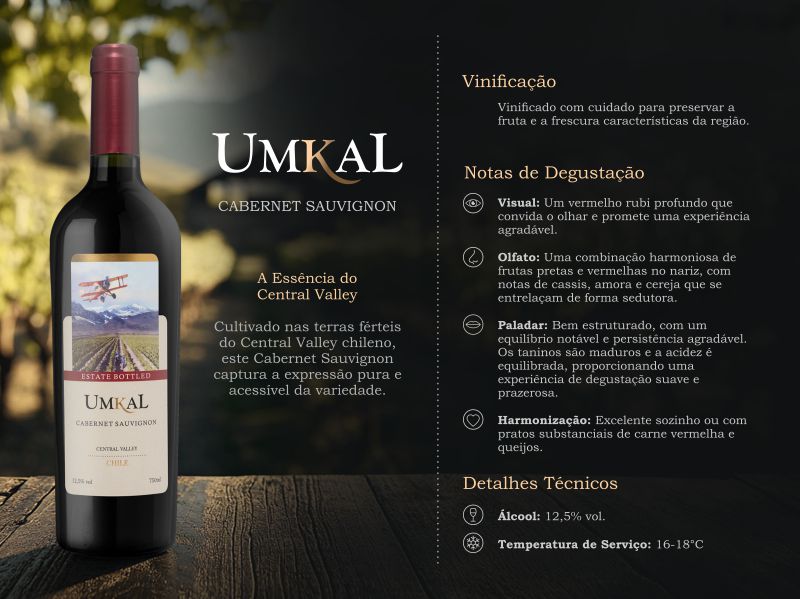 UMKAL
CABERNET SAUVIGNON
A Essência do
Central Valley
Cultivado nas terras férteis
do Central Valley chileno,
este Cabernet Sauvignon
captura a expressão pura e
acessível da variedade.
ESTATE BOTTLED
UMKAL
CABERNET SAUVIGNON
CENTRAL VALLEY
CHILE
12,5% vol 750ml
Vinificação
Vinificado com cuidado para preservar a
fruta e a frescura características da região.
Notas de Degustação
Visual: Um vermelho rubi profundo que
convida o olhar e promete uma experiência
agradável.
Olfato: Uma combinação harmoniosa de
frutas pretas e vermelhas no nariz, com
notas de cassis, amora e cereja que se
entrelaçam de forma sedutora.
Paladar: Bem estruturado, com um
equilíbrio notável e persistência agradável.
Os taninos são maduros e a acidez é
equilibrada, proporcionando uma
experiência de degustação suave e
prazerosa.
Harmonização: Excelente sozinho ou com
pratos substanciais de carne vermelha e
queijos.
Detalhes Técnicos
Álcool: 12,5% vol.
Temperatura de Serviço: 16-18°C